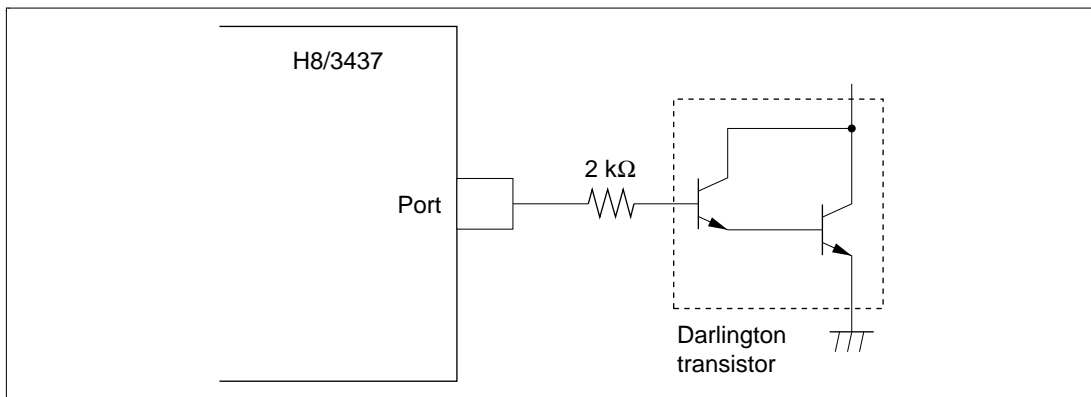 H8/3437
2 kΩ
Port
Darlington
transistor